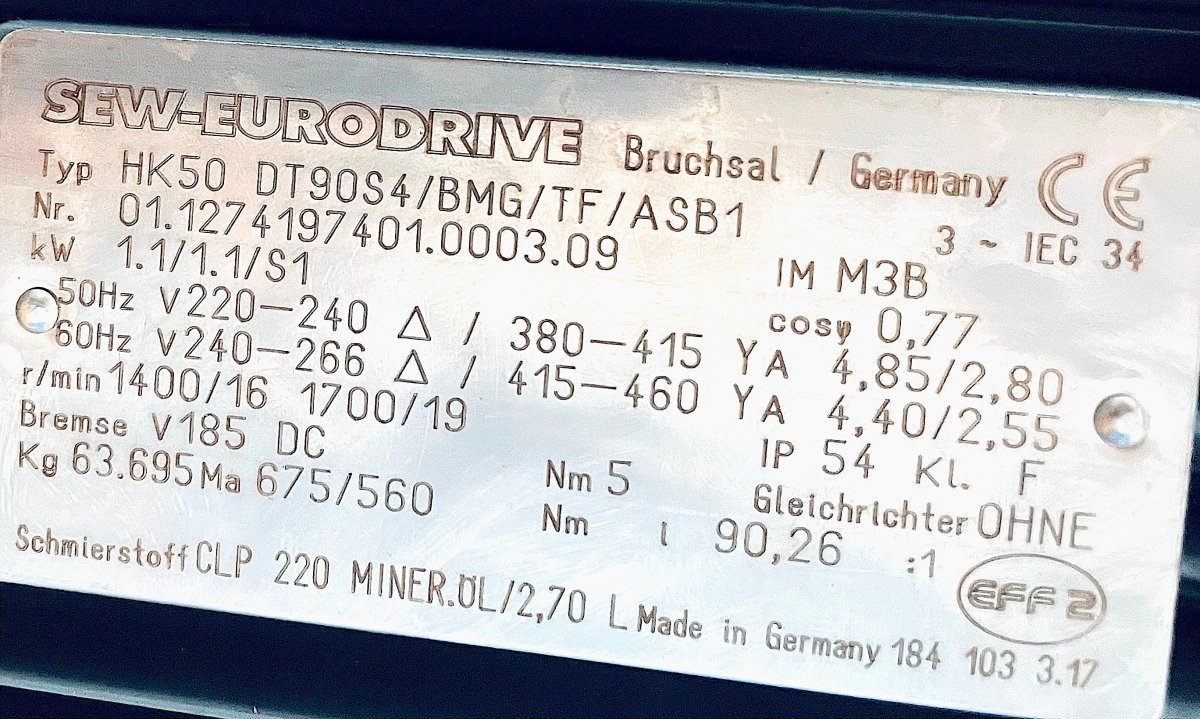 SEW-EURODRIVE Bruchsal / Germany CE
Typ HK50 DT90S4/BMG/TF/ASB1 3 ~ IEC 34
Nr. 01.1274197401.0003.09 IM M3B
kW 1.1/1.1/S1 cosφ 0,77
50Hz V220-240 Δ / 380-415 Y A 4,85/2,80
60Hz V240-266 Δ / 415-460 Y A 4,40/2,55
r/min 1400/16 1700/19 IP 54 Kl. F
Bremse V185 DC Nm 5 Gleichrichter OHNE
Kg 63.695 Ma 675/560 Nm i 90,26 :1
EFF 2
Schmierstoff CLP 220 MINER.ÖL/2,70 L Made in Germany 184 103 3.17